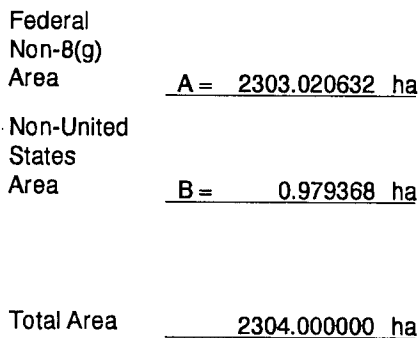 Federal
Non-8(g)
Area A = 2303.020632 ha
Non-United
States
Area B = 0.979368 ha
Total Area 2304.000000 ha